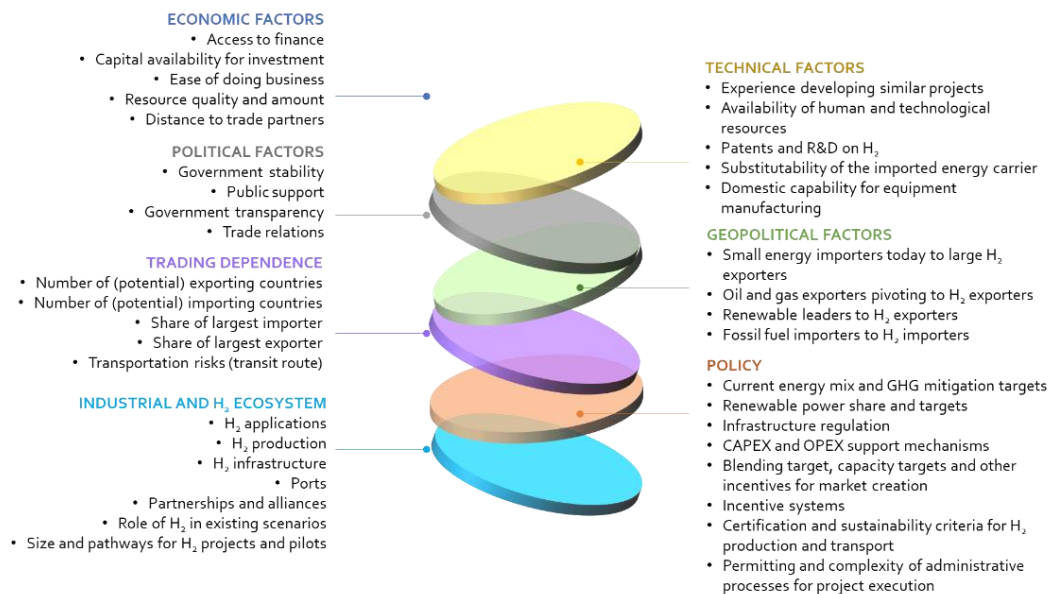 ECONOMIC FACTORS
• Access to finance
• Capital availability for investment
• Ease of doing business
• Resource quality and amount
• Distance to trade partners
POLITICAL FACTORS
• Government stability
• Public support
• Government transparency
• Trade relations
TRADING DEPENDENCE
• Number of (potential) exporting countries
• Number of (potential) importing countries
• Share of largest importer
• Share of largest exporter
• Transportation risks (transit route)
INDUSTRIAL AND H₂ ECOSYSTEM
• H₂ applications
• H₂ production
• H₂ infrastructure
• Ports
• Partnerships and alliances
• Role of H₂ in existing scenarios
• Size and pathways for H₂ projects and pilots
TECHNICAL FACTORS
• Experience developing similar projects
• Availability of human and technological
resources
• Patents and R&D on H₂
• Substitutability of the imported energy carrier
• Domestic capability for equipment
manufacturing
GEOPOLITICAL FACTORS
• Small energy importers today to large H₂
exporters
• Oil and gas exporters pivoting to H₂ exporters
• Renewable leaders to H₂ exporters
• Fossil fuel importers to H₂ importers
POLICY
• Current energy mix and GHG mitigation targets
• Renewable power share and targets
• Infrastructure regulation
• CAPEX and OPEX support mechanisms
• Blending target, capacity targets and other
incentives for market creation
• Incentive systems
• Certification and sustainability criteria for H₂
production and transport
• Permitting and complexity of administrative
processes for project execution